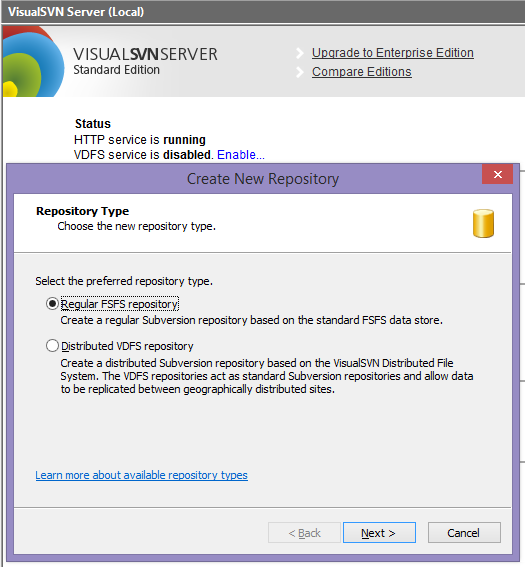 VisualSVN Server (Local)
VISUALSVNSERVER
Standard Edition
Upgrade to Enterprise Edition
Compare Editions
Status
HTTP service is running
VDFS service is disabled. Enable...
Create New Repository
Repository Type
Choose the new repository type.
Select the preferred repository type.
Regular FSFS repository
Create a regular Subversion repository based on the standard FSFS data store.
Distributed VDFS repository
Create a distributed Subversion repository based on the VisualSVN Distributed File
System. The VDFS repositories act as standard Subversion repositories and allow data
to be replicated between geographically distributed sites.
Learn more about available repository types
< Back
Next >
Cancel